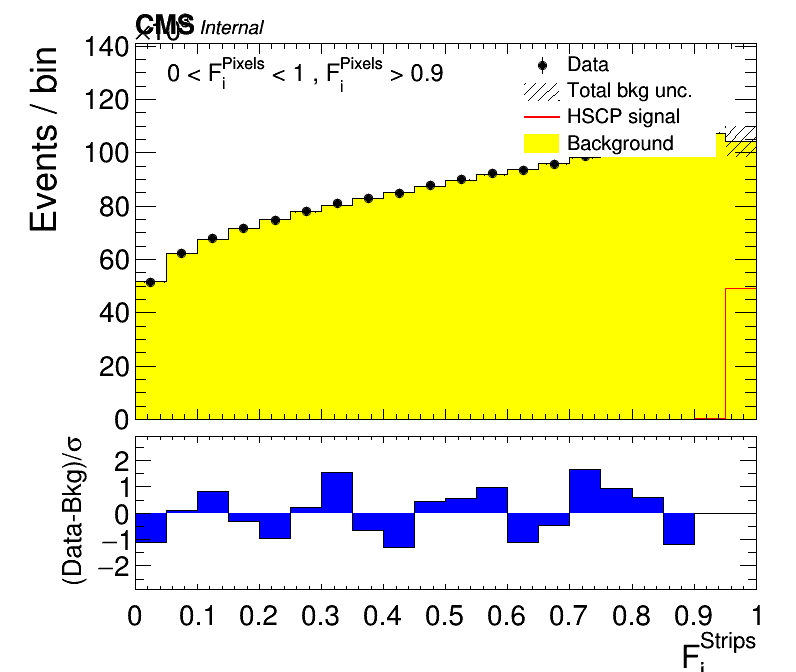 CMS Internal
×10³
0 < F_i^Pixels < 1 , F_i^Pixels > 0.9
Data
Total bkg unc.
HSCP signal
Background
Events / bin
140
120
100
80
60
40
20
0
(Data-Bkg)/σ
2
1
0
−1
−2
0 0.1 0.2 0.3 0.4 0.5 0.6 0.7 0.8 0.9 1
F_i^Strips